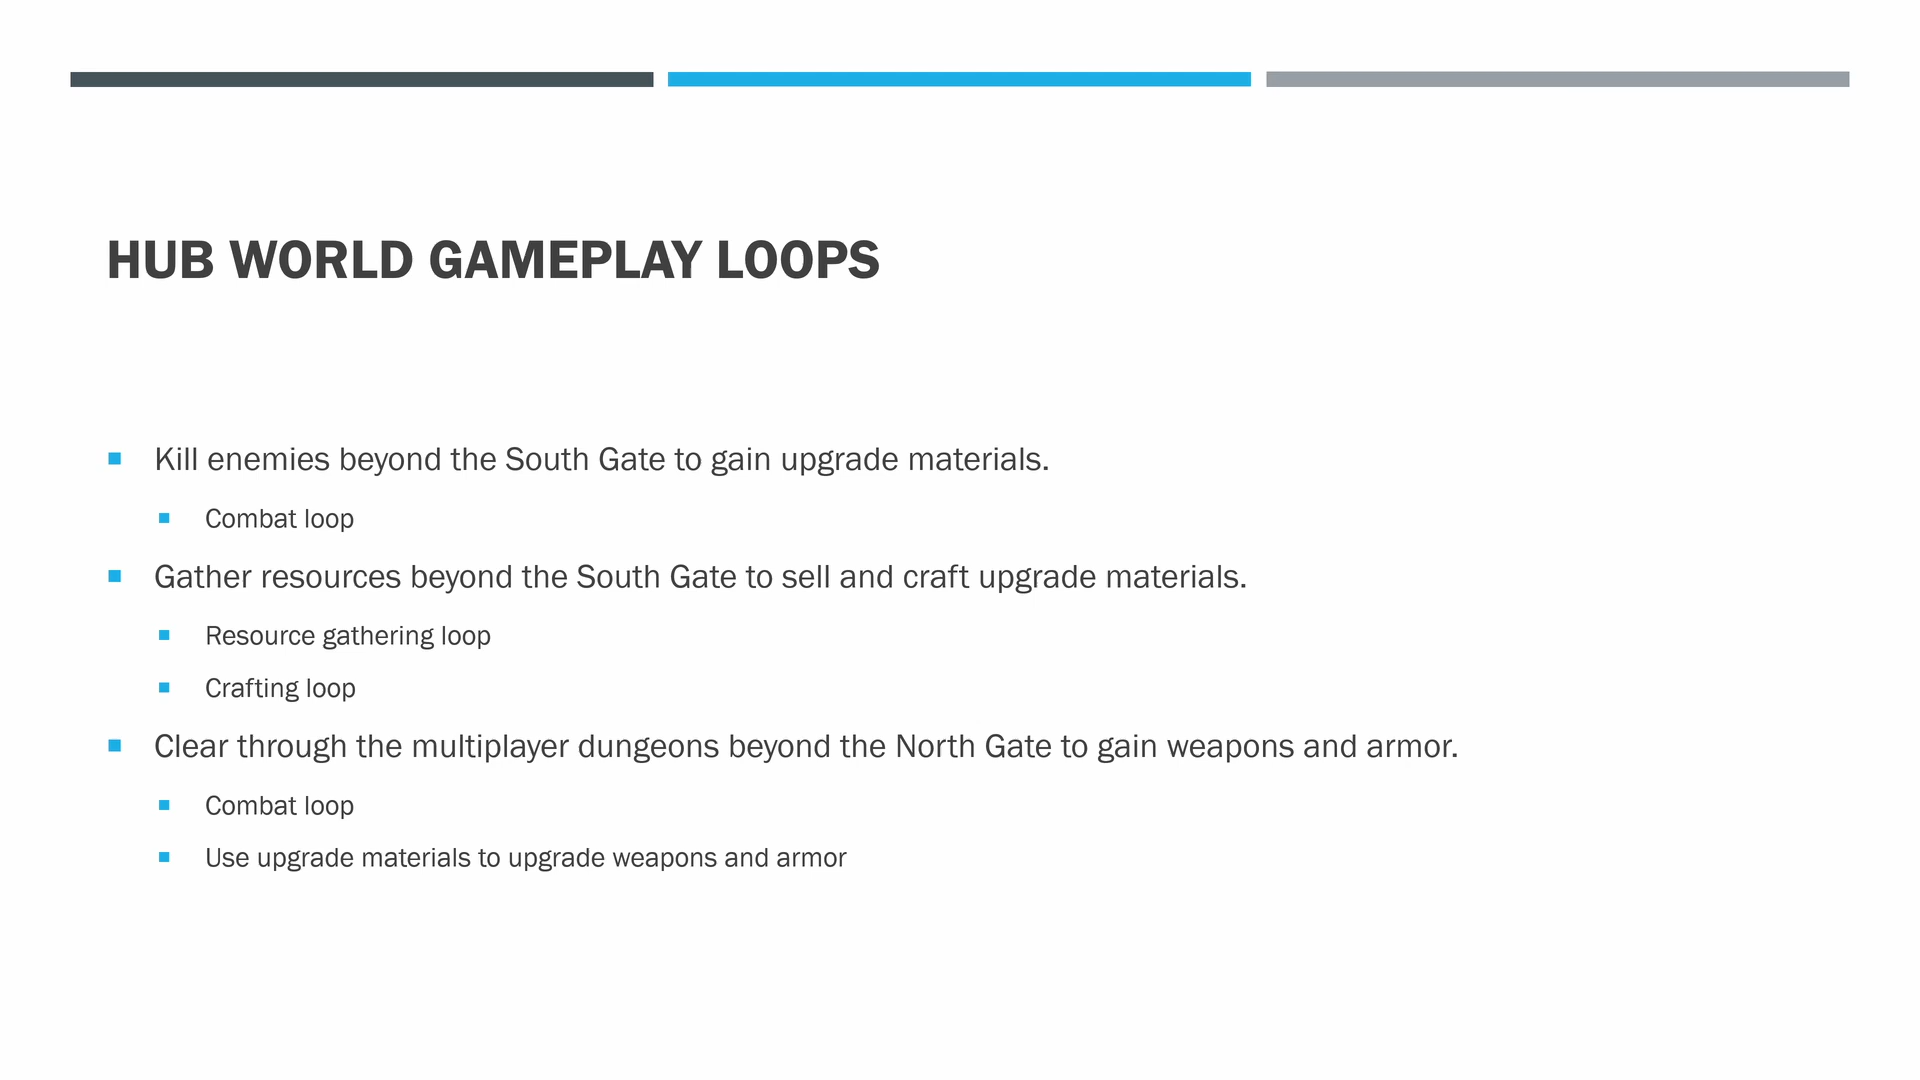 HUB WORLD GAMEPLAY LOOPS
Kill enemies beyond the South Gate to gain upgrade materials.
Combat loop
Gather resources beyond the South Gate to sell and craft upgrade materials.
Resource gathering loop
Crafting loop
Clear through the multiplayer dungeons beyond the North Gate to gain weapons and armor.
Combat loop
Use upgrade materials to upgrade weapons and armor